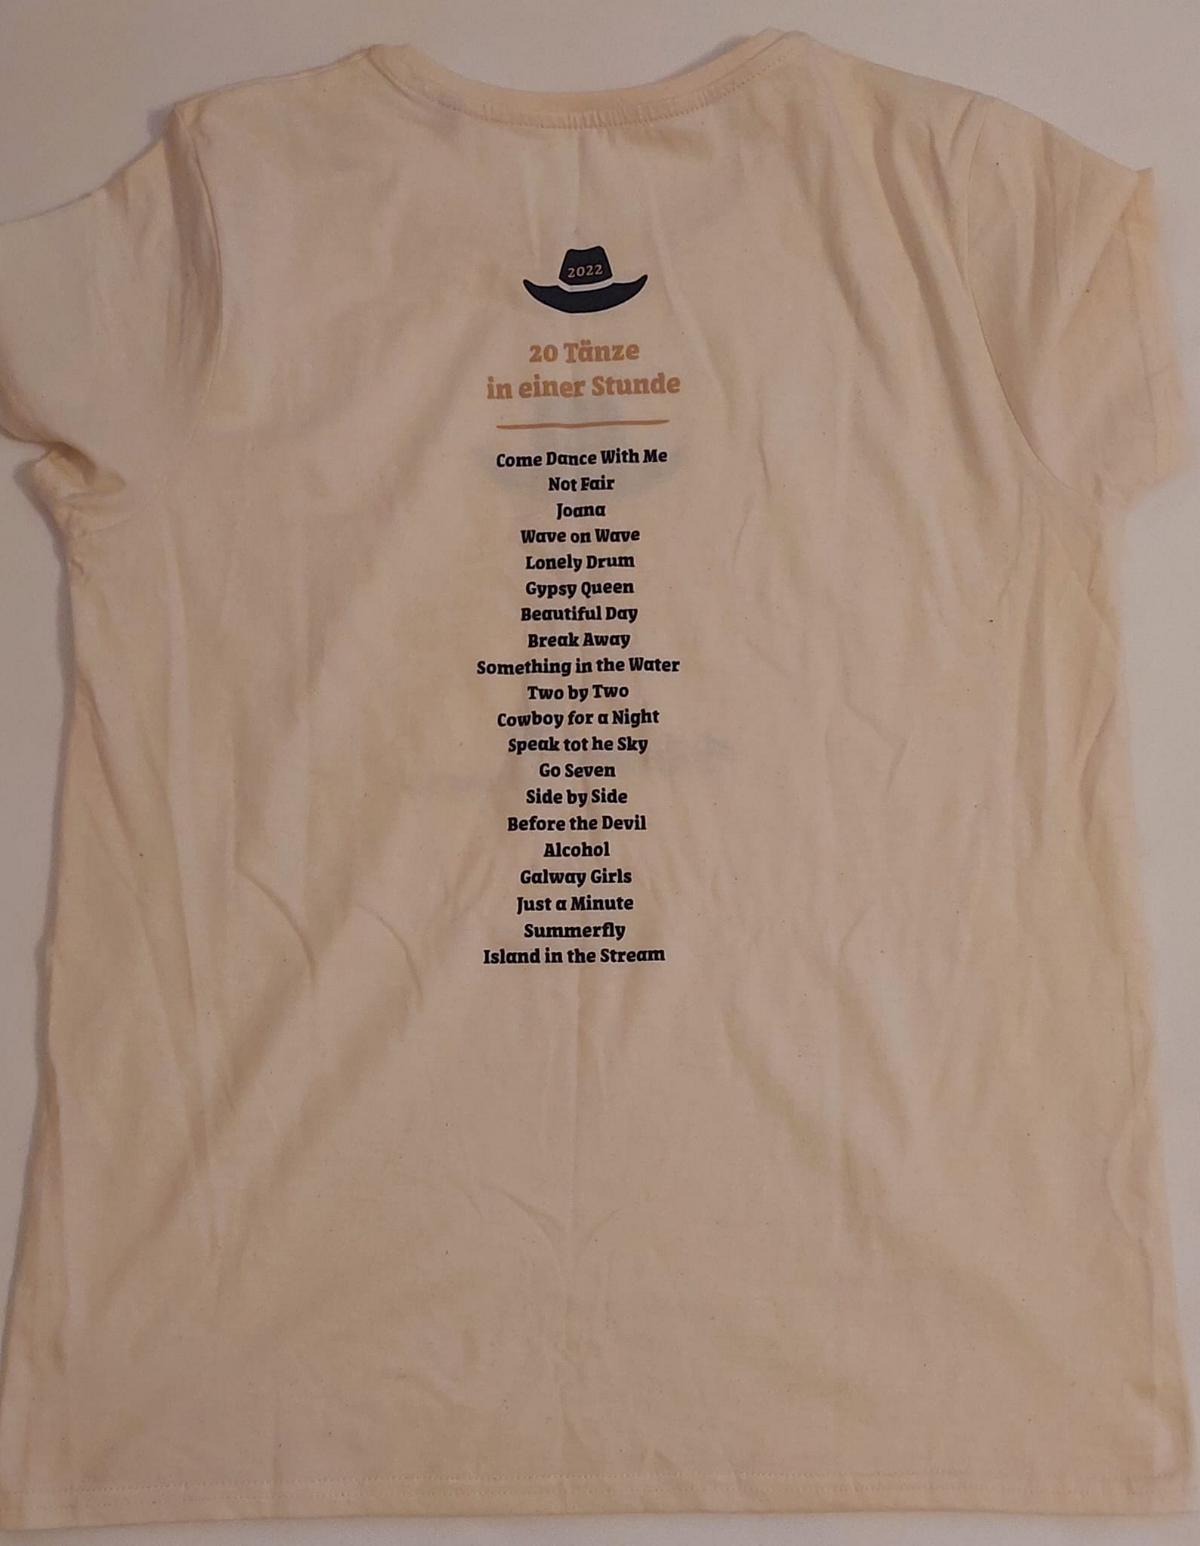 2022
20 Tänze
in einer Stunde
Come Dance With Me
Not Fair
Joana
Wave on Wave
Lonely Drum
Gypsy Queen
Beautiful Day
Break Away
Something in the Water
Two by Two
Cowboy for a Night
Speak tot he Sky
Go Seven
Side by Side
Before the Devil
Alcohol
Galway Girls
Just a Minute
Summerfly
Island in the Stream